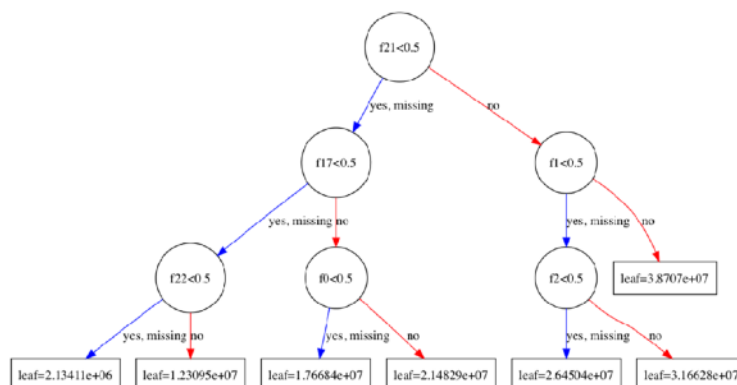 f21<0.5
yes, missing
no
f17<0.5
f1<0.5
yes, missing
no
yes, missing
no
f22<0.5
f0<0.5
f2<0.5
leaf=3.8707e+07
yes, missing
no
yes, missing
no
yes, missing
no
leaf=2.13411e+06
leaf=1.23095e+07
leaf=1.76684e+07
leaf=2.14829e+07
leaf=2.64504e+07
leaf=3.16628e+07